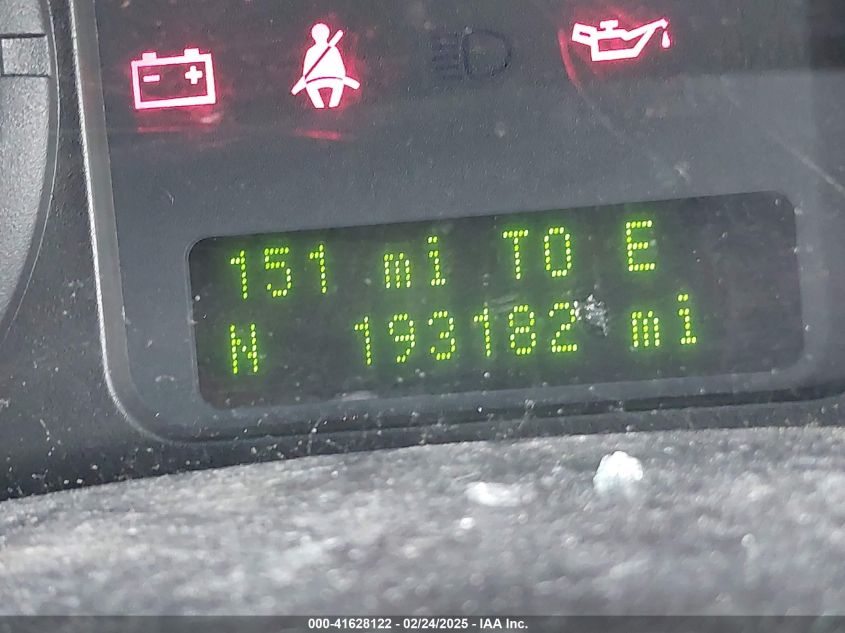 151 mi TO E
N 193182 mi
000-41628122 - 02/24/2025 - IAA Inc.